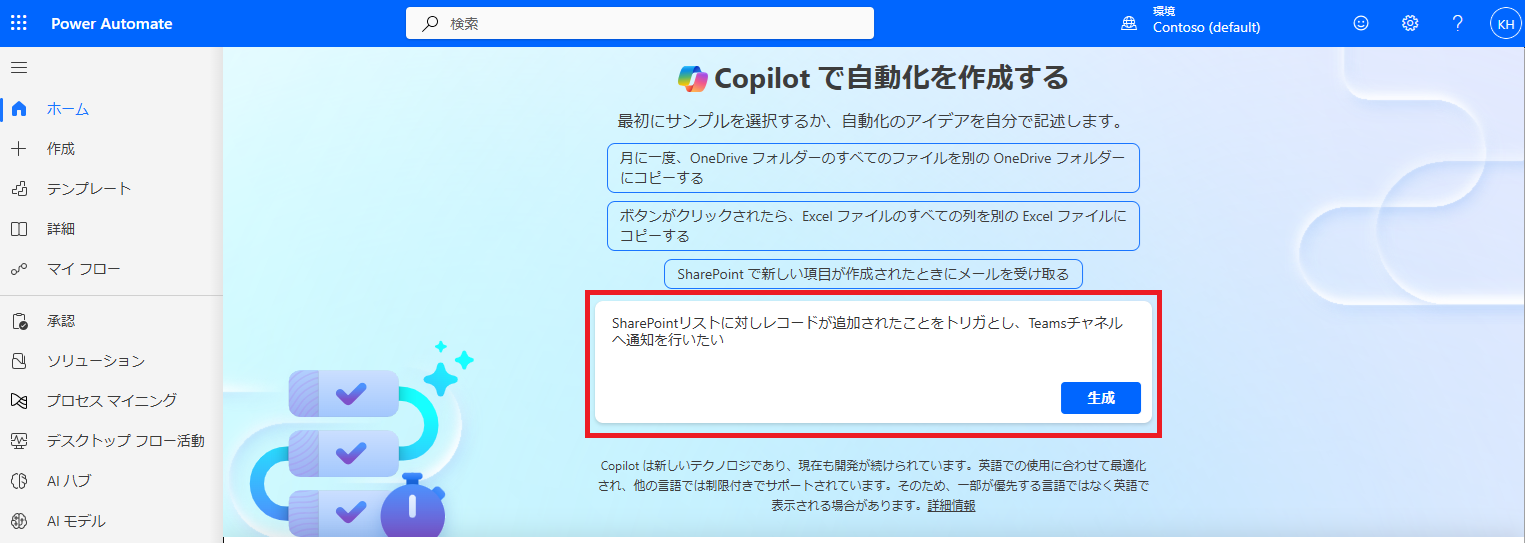 Power Automate
検索
環境
Contoso (default)
KH
ホーム
作成
テンプレート
詳細
マイ フロー
承認
ソリューション
プロセス マイニング
デスクトップ フロー活動
AI ハブ
AI モデル
Copilot で自動化を作成する
最初にサンプルを選択するか、自動化のアイデアを自分で記述します。
月に一度、OneDrive フォルダーのすべてのファイルを別の OneDrive フォルダー
にコピーする
ボタンがクリックされたら、Excel ファイルのすべての列を別の Excel ファイルに
コピーする
SharePoint で新しい項目が作成されたときにメールを受け取る
SharePointリストに対しレコードが追加されたことをトリガとし、Teamsチャネル
へ通知を行いたい
生成
Copilot は新しいテクノロジであり、現在も開発が続けられています。英語での使用に合わせて最適化
され、他の言語では制限付きでサポートされています。そのため、一部が優先する言語ではなく英語で
表示される場合があります。詳細情報